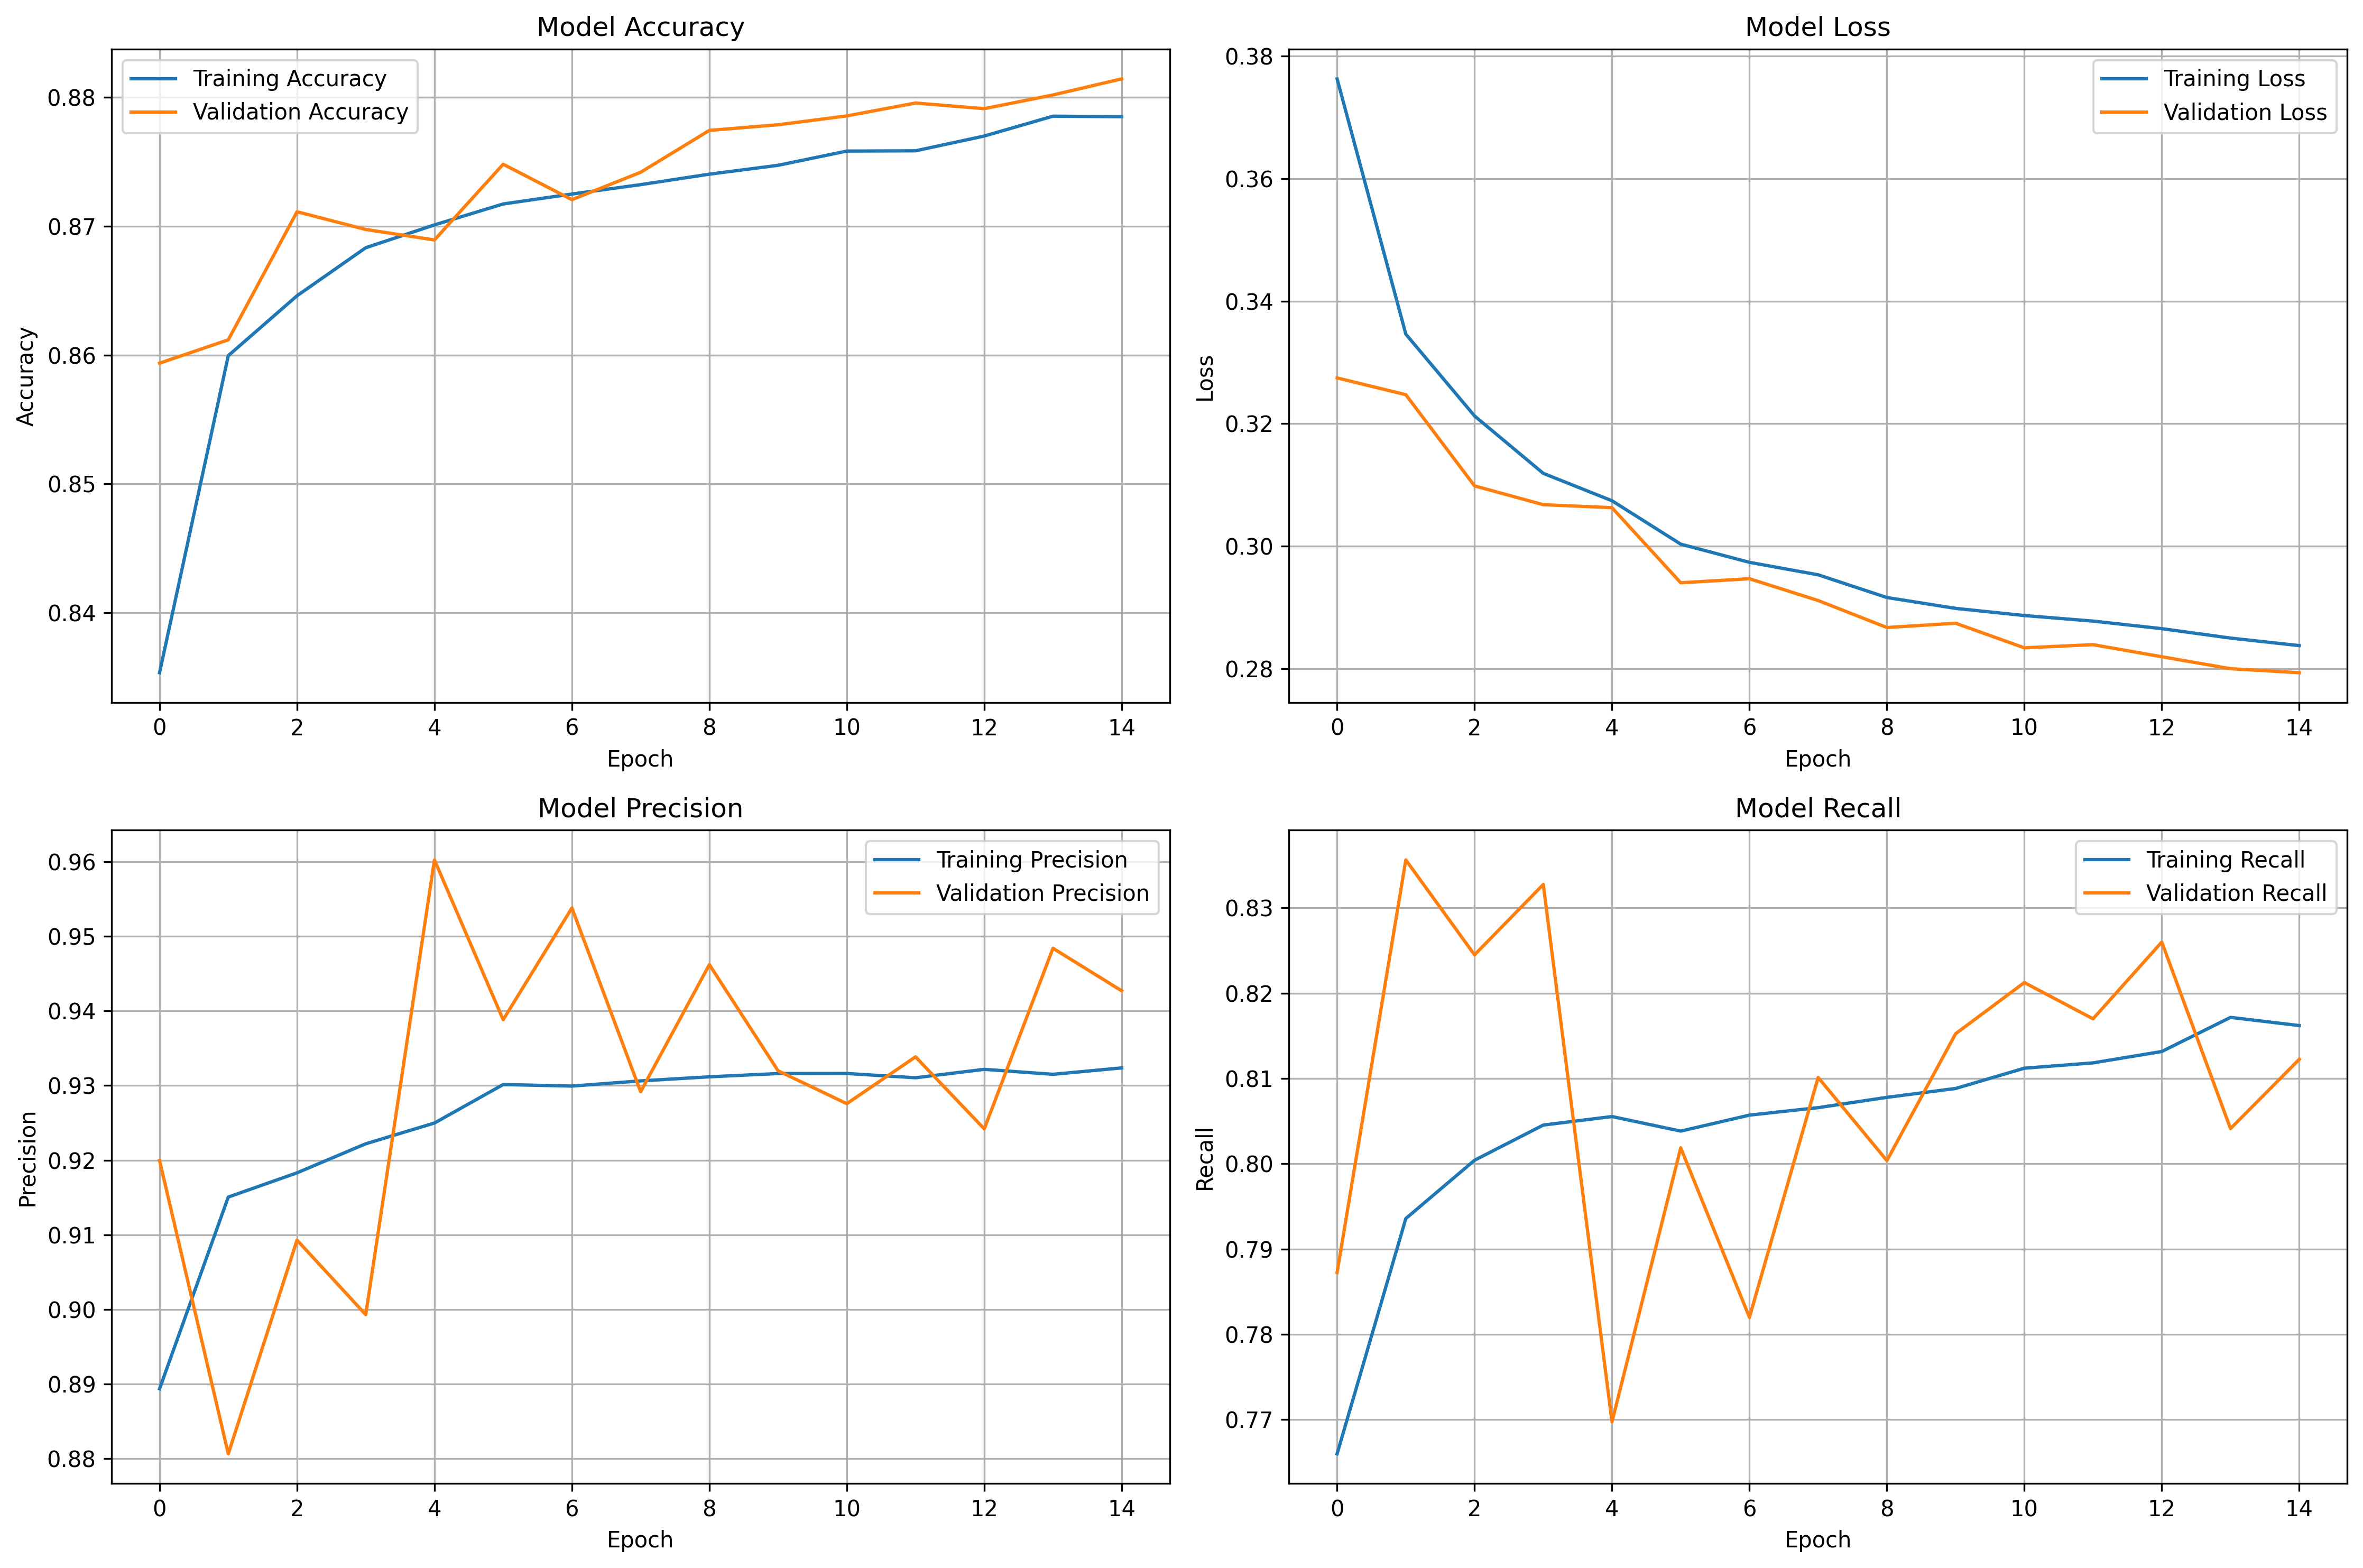 Model Accuracy
Training Accuracy
Validation Accuracy
0.88
0.87
0.86
0.85
0.84
Accuracy
0 2 4 6 8 10 12 14
Epoch
Model Loss
Training Loss
Validation Loss
0.38
0.36
0.34
0.32
0.30
0.28
Loss
0 2 4 6 8 10 12 14
Epoch
Model Precision
Training Precision
Validation Precision
0.96
0.95
0.94
0.93
0.92
0.91
0.90
0.89
0.88
Precision
0 2 4 6 8 10 12 14
Epoch
Model Recall
Training Recall
Validation Recall
0.83
0.82
0.81
0.80
0.79
0.78
0.77
Recall
0 2 4 6 8 10 12 14
Epoch